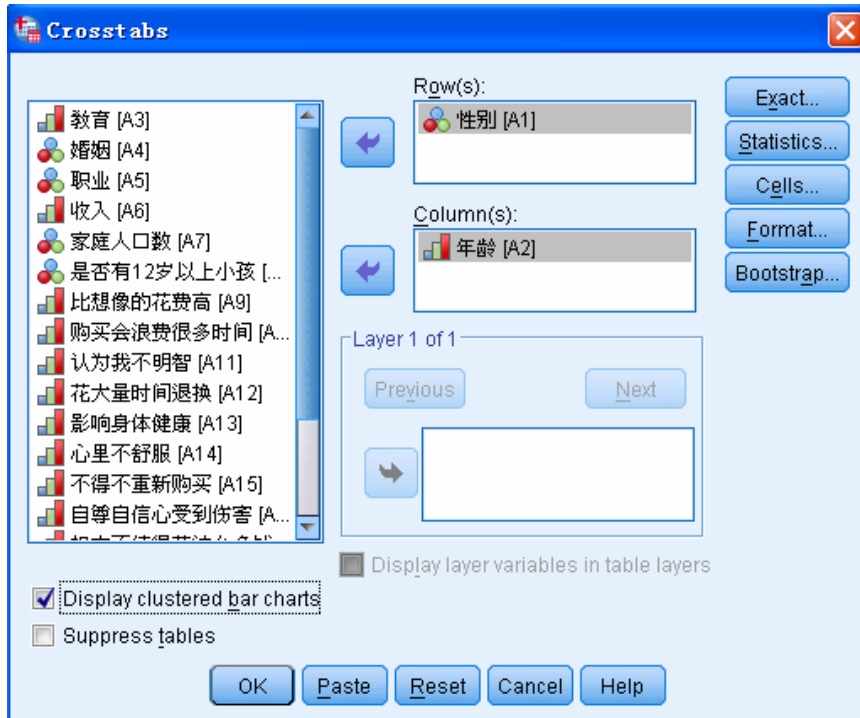 Crosstabs
教育 [A3]
婚姻 [A4]
职业 [A5]
收入 [A6]
家庭人口数 [A7]
是否有12岁以上小孩 [...
比想像的花费高 [A9]
购买会浪费很多时间 [A...
认为我不明智 [A11]
花大量时间退换 [A12]
影响身体健康 [A13]
心里不舒服 [A14]
不得不重新购买 [A15]
自尊自信心受到伤害 [A...
Row(s):
性别 [A1]
Column(s):
年龄 [A2]
Layer 1 of 1
Previous
Next
Display layer variables in table layers
Exact...
Statistics...
Cells...
Format...
Bootstrap...
Display clustered bar charts
Suppress tables
OK
Paste
Reset
Cancel
Help